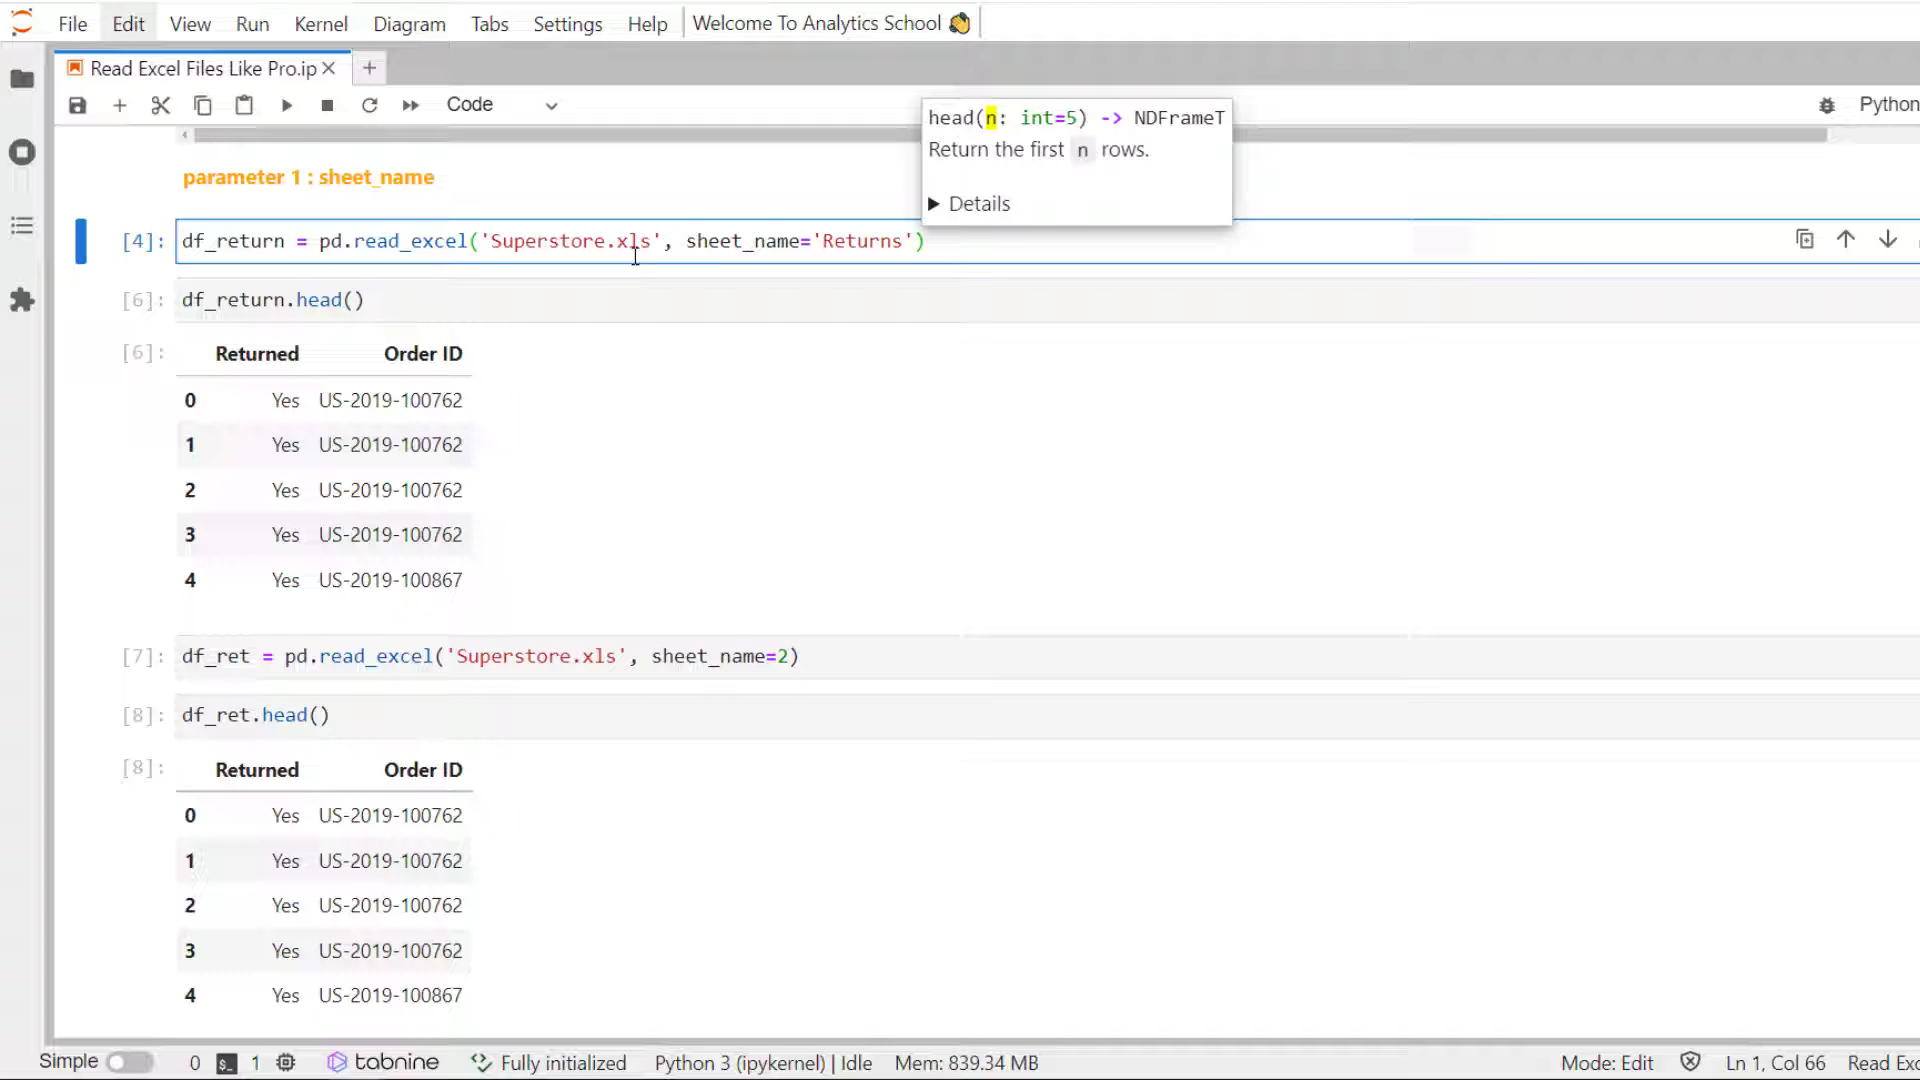 File Edit View Run Kernel Diagram Tabs Settings Help Welcome To Analytics School
Read Excel Files Like Pro.ip
Code
Python
head(n: int=5) -> NDFrameT
Return the first n rows.
Details
parameter 1 : sheet_name
[4]: df_return = pd.read_excel('Superstore.xls', sheet_name='Returns')
[6]: df_return.head()
[6]: Returned Order ID
0 Yes US-2019-100762
1 Yes US-2019-100762
2 Yes US-2019-100762
3 Yes US-2019-100762
4 Yes US-2019-100867
[7]: df_ret = pd.read_excel('Superstore.xls', sheet_name=2)
[8]: df_ret.head()
[8]: Returned Order ID
0 Yes US-2019-100762
1 Yes US-2019-100762
2 Yes US-2019-100762
3 Yes US-2019-100762
4 Yes US-2019-100867
Simple 0 1 tabnine Fully initialized Python 3 (ipykernel) | Idle Mem: 839.34 MB Mode: Edit Ln 1, Col 66 Read Exc